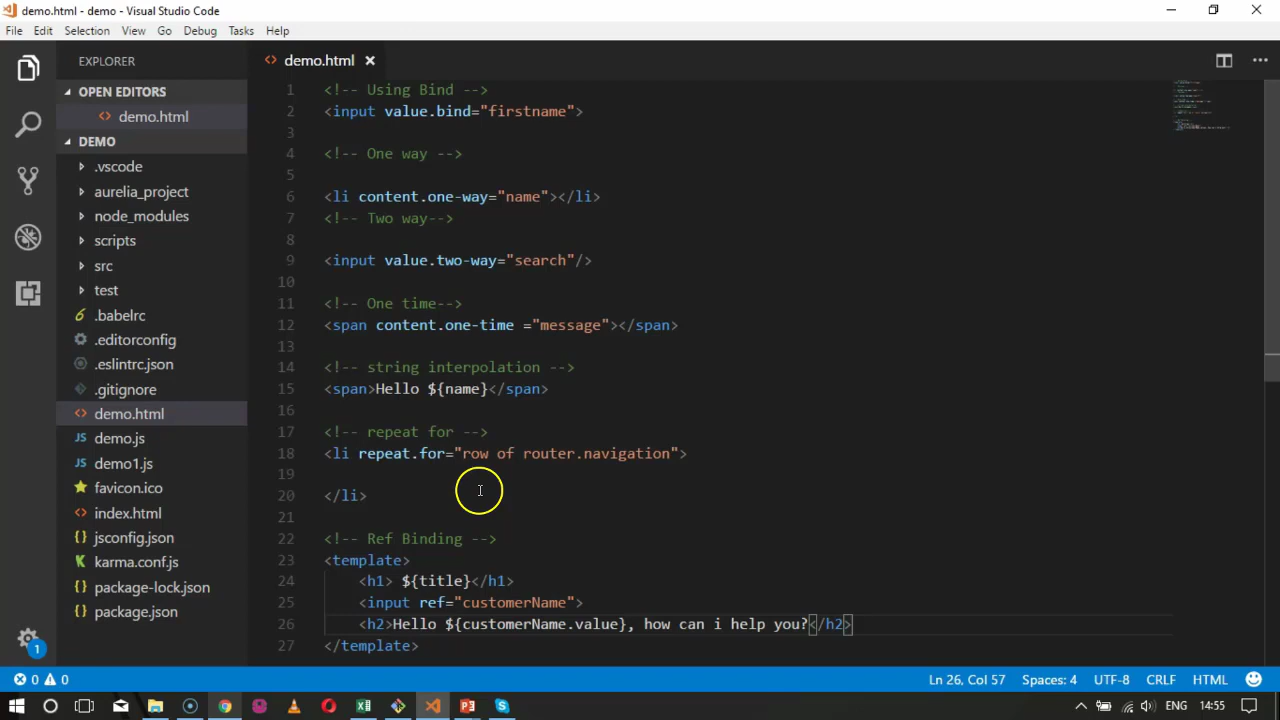 demo.html - demo - Visual Studio Code
File Edit Selection View Go Debug Tasks Help
EXPLORER
OPEN EDITORS
demo.html
DEMO
.vscode
aurelia_project
node_modules
scripts
src
test
.babelrc
.editorconfig
.eslintrc.json
.gitignore
demo.html
demo.js
demo1.js
favicon.ico
index.html
jsconfig.json
karma.conf.js
package-lock.json
package.json
demo.html
1 <!-- Using Bind -->
2 <input value.bind="firstname">
3
4 <!-- One way -->
5
6 <li content.one-way="name"></li>
7 <!-- Two way-->
8
9 <input value.two-way="search"/>
10
11 <!-- One time-->
12 <span content.one-time ="message"></span>
13
14 <!-- string interpolation -->
15 <span>Hello ${name}</span>
16
17 <!-- repeat for -->
18 <li repeat.for="row of router.navigation">
19
20 </li>
21
22 <!-- Ref Binding -->
23 <template>
24 <h1> ${title}</h1>
25 <input ref="customerName">
26 <h2>Hello ${customerName.value}, how can i help you?</h2>
27 </template>
1
0 0 Ln 26, Col 57 Spaces: 4 UTF-8 CRLF HTML
ENG 14:55